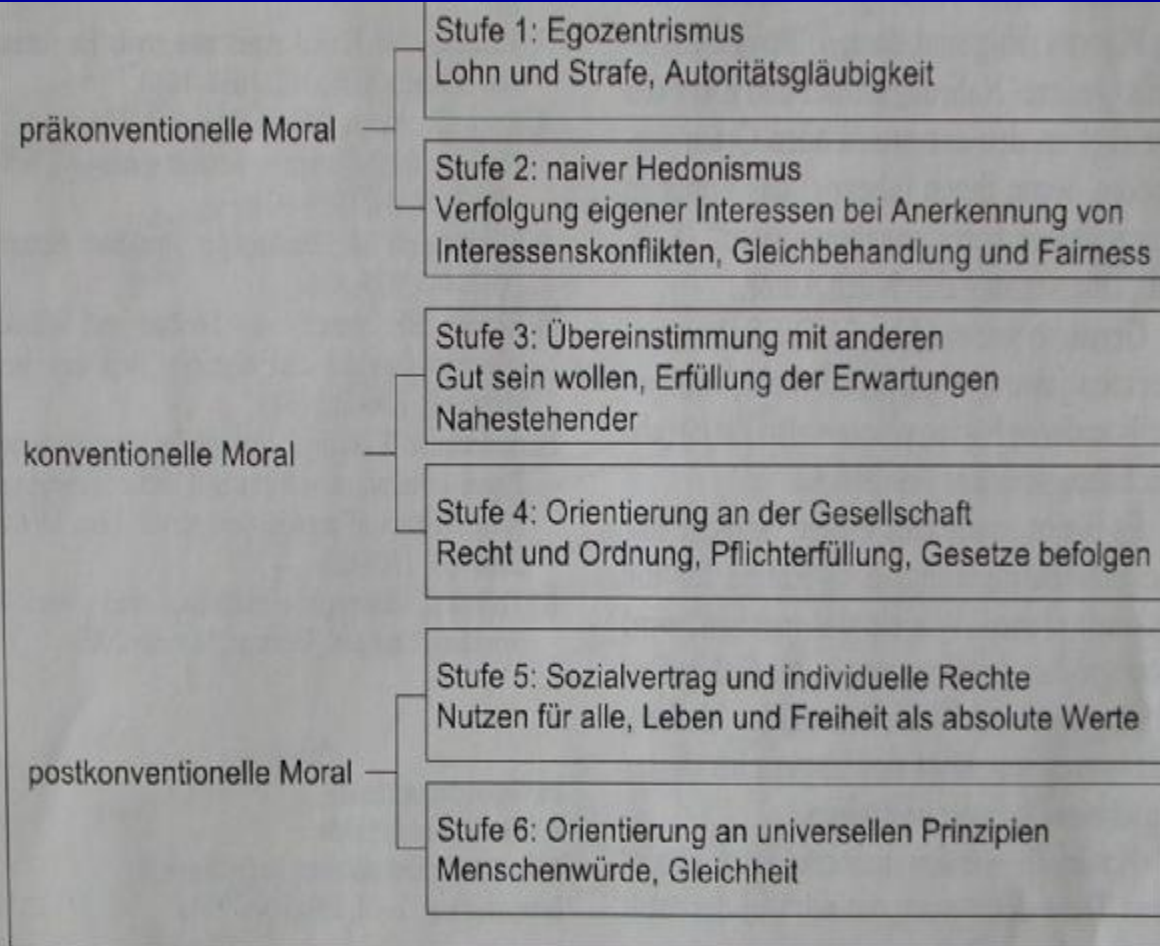 Stufe 1: Egozentrismus
Lohn und Strafe, Autoritätsgläubigkeit
präkonventionelle Moral
Stufe 2: naiver Hedonismus
Verfolgung eigener Interessen bei Anerkennung von
Interessenskonflikten, Gleichbehandlung und Fairness
Stufe 3: Übereinstimmung mit anderen
Gut sein wollen, Erfüllung der Erwartungen
Nahestehender
konventionelle Moral
Stufe 4: Orientierung an der Gesellschaft
Recht und Ordnung, Pflichterfüllung, Gesetze befolgen
Stufe 5: Sozialvertrag und individuelle Rechte
Nutzen für alle, Leben und Freiheit als absolute Werte
postkonventionelle Moral
Stufe 6: Orientierung an universellen Prinzipien
Menschenwürde, Gleichheit